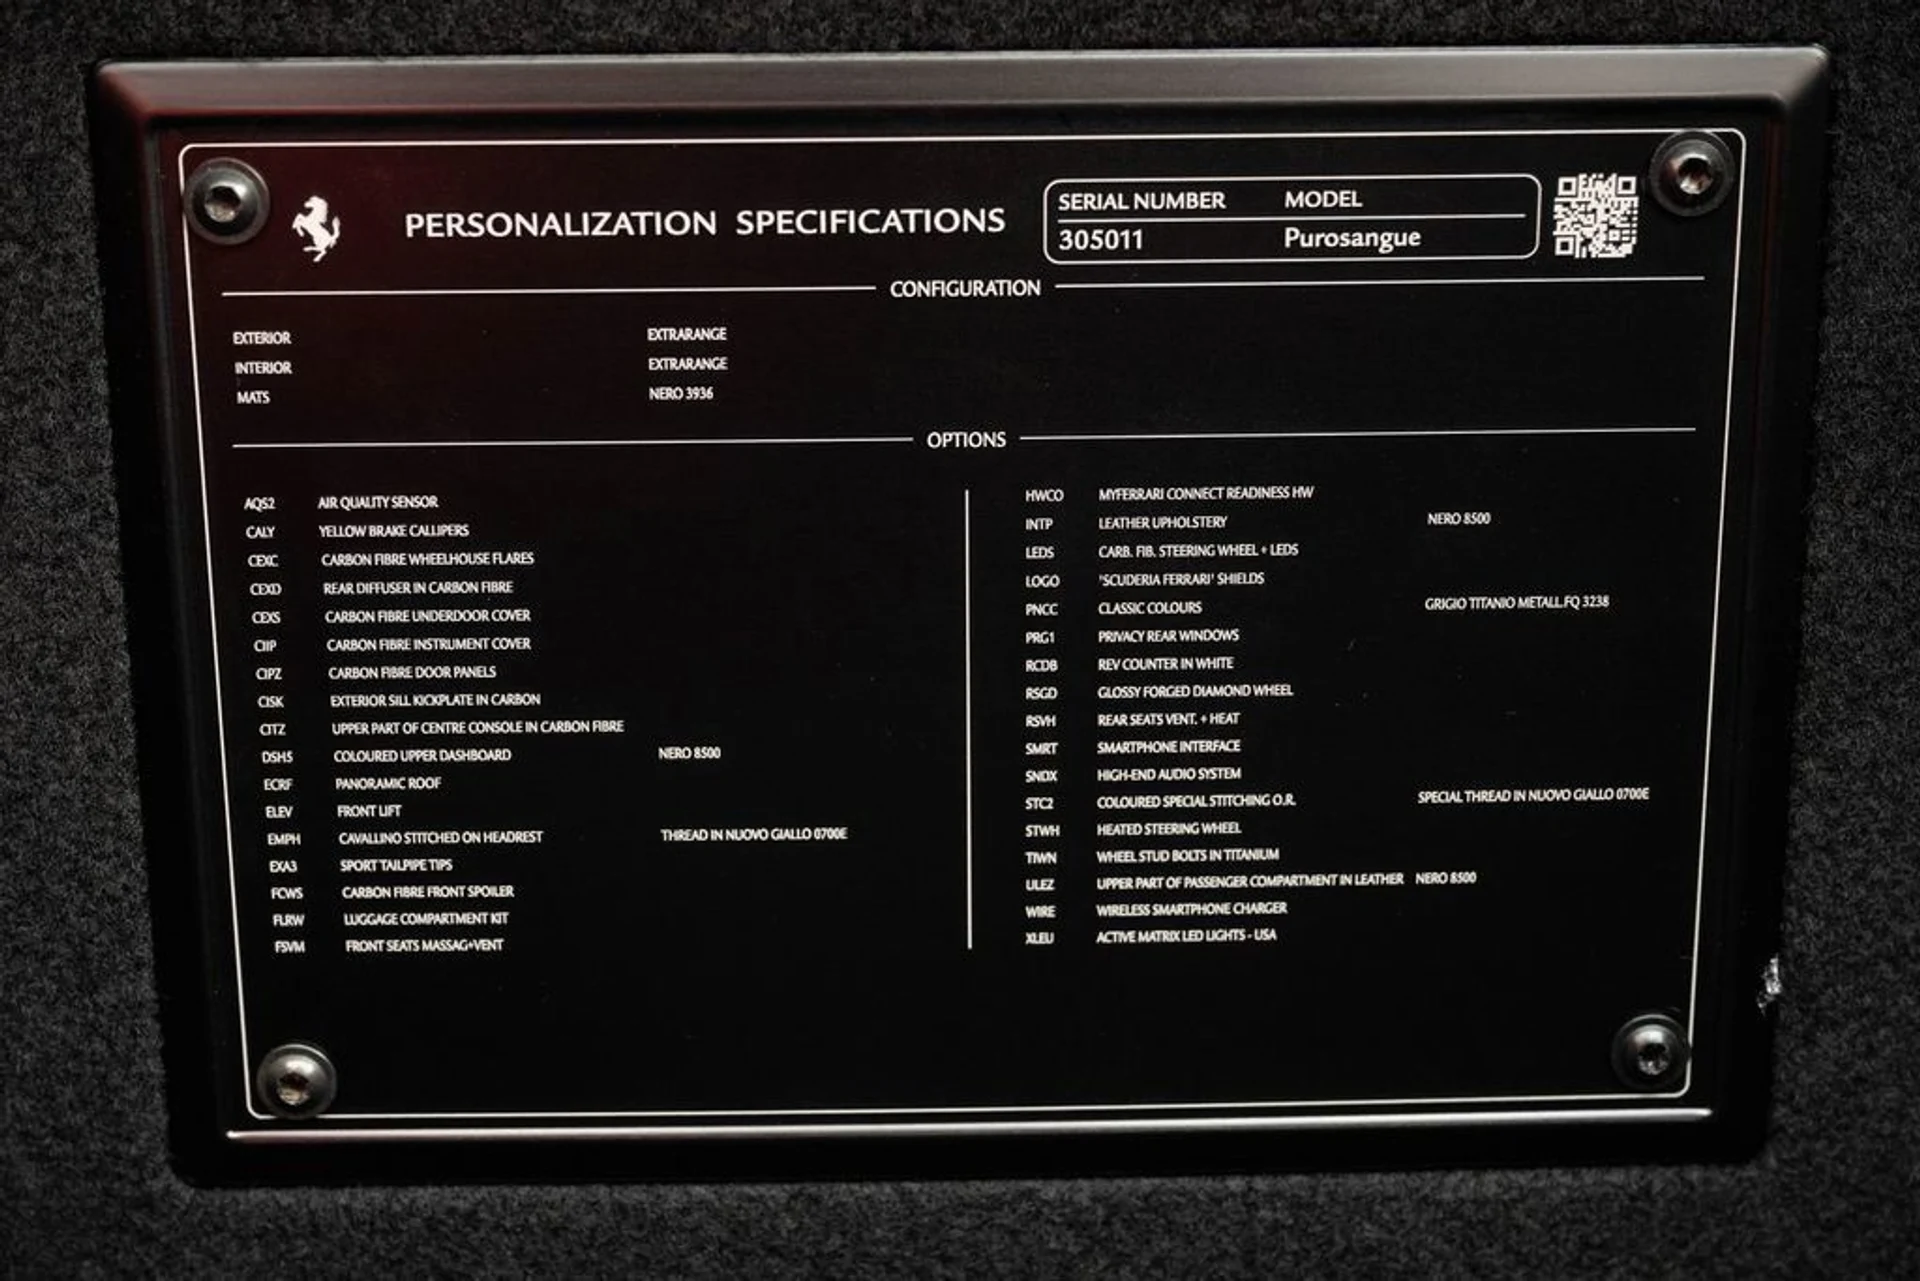 PERSONALIZATION SPECIFICATIONS
SERIAL NUMBER MODEL
305011 Purosangue
CONFIGURATION
EXTERIOR EXTRARANGE
INTERIOR EXTRARANGE
MATS NERO 3936
OPTIONS
AQS2 AIR QUALITY SENSOR
CALY YELLOW BRAKE CALLIPERS
CEXC CARBON FIBRE WHEELHOUSE FLARES
CEXD REAR DIFFUSER IN CARBON FIBRE
CEXS CARBON FIBRE UNDERDOOR COVER
CIIP CARBON FIBRE INSTRUMENT COVER
CIPZ CARBON FIBRE DOOR PANELS
CISK EXTERIOR SILL KICKPLATE IN CARBON
CITZ UPPER PART OF CENTRE CONSOLE IN CARBON FIBRE
DSH5 COLOURED UPPER DASHBOARD NERO 8500
ECRF PANORAMIC ROOF
ELEV FRONT LIFT
EMPH CAVALLINO STITCHED ON HEADREST THREAD IN NUOVO GIALLO 0700E
EXA3 SPORT TAILPIPE TIPS
FCWS CARBON FIBRE FRONT SPOILER
FLRW LUGGAGE COMPARTMENT KIT
FSVM FRONT SEATS MASSAG+VENT
HWCO MYFERRARI CONNECT READINESS HW
INTP LEATHER UPHOLSTERY NERO 8500
LEDS CARB. FIB. STEERING WHEEL + LEDS
LOGO 'SCUDERIA FERRARI' SHIELDS
PNCC CLASSIC COLOURS GRIGIO TITANIO METALL.FQ 3238
PRG1 PRIVACY REAR WINDOWS
RCDB REV COUNTER IN WHITE
RSGD GLOSSY FORGED DIAMOND WHEEL
RSVH REAR SEATS VENT. + HEAT
SMRT SMARTPHONE INTERFACE
SNDX HIGH-END AUDIO SYSTEM
STC2 COLOURED SPECIAL STITCHING O.R. SPECIAL THREAD IN NUOVO GIALLO 0700E
STWH HEATED STEERING WHEEL
TIWN WHEEL STUD BOLTS IN TITANIUM
ULEZ UPPER PART OF PASSENGER COMPARTMENT IN LEATHER NERO 8500
WIRE WIRELESS SMARTPHONE CHARGER
XLEU ACTIVE MATRIX LED LIGHTS - USA